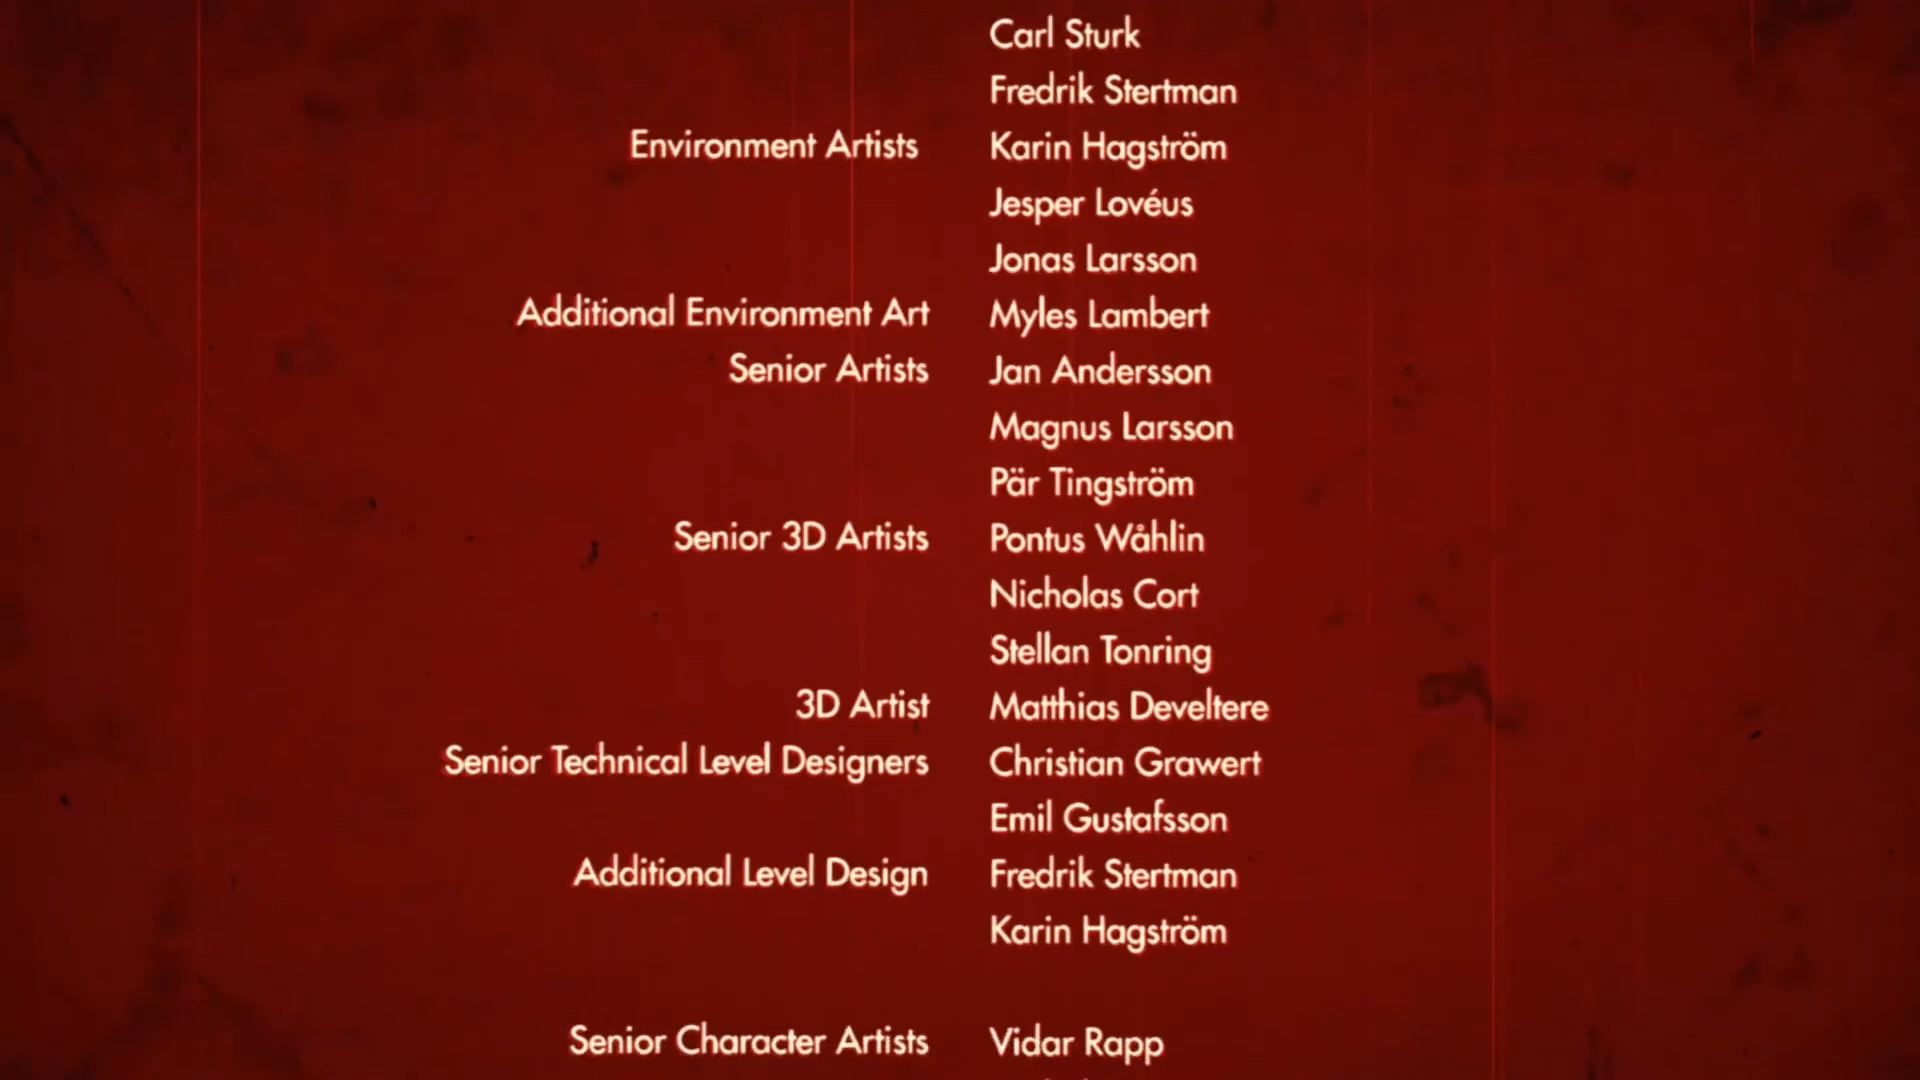 Carl Sturk
Fredrik Stertman
Environment Artists Karin Hagström
Jesper Lovéus
Jonas Larsson
Additional Environment Art Myles Lambert
Senior Artists Jan Andersson
Magnus Larsson
Pär Tingström
Senior 3D Artists Pontus Wåhlin
Nicholas Cort
Stellan Tonring
3D Artist Matthias Develtere
Senior Technical Level Designers Christian Grawert
Emil Gustafsson
Additional Level Design Fredrik Stertman
Karin Hagström
Senior Character Artists Vidar Rapp